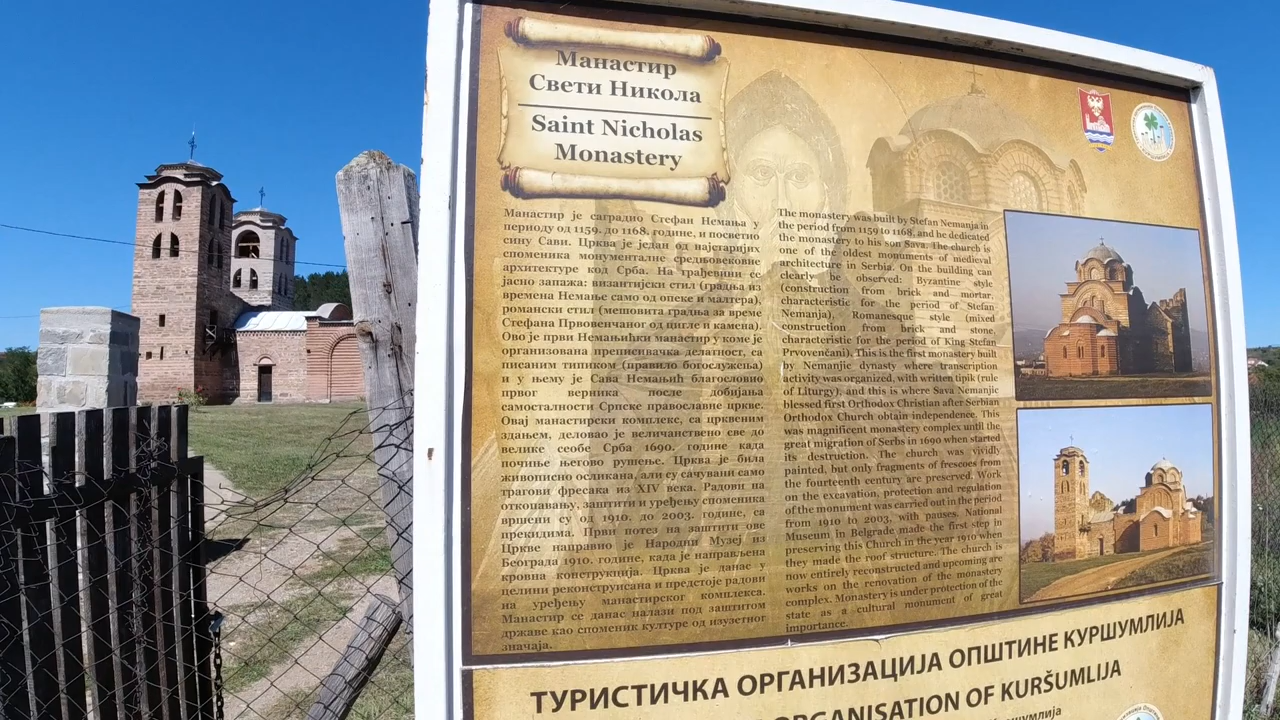 Манастир
Свети Никола
Saint Nicholas
Monastery
Манастир је саградио Стефан Немања у
периоду од 1159. до 1168. године, и посветио
сину Сави. Црква је један од најстаријих
споменика монументалне средњовековне
архитектуре код Срба. На грађевини се
јасно запажа: византијски стил (градња из
времена Немање само од опеке и малтера),
романски стил (мешовита градња за време
Стефана Првовенчаног од цигле и камена).
Ово је први Немањићки манастир у коме је
организована преписивачка делатност, са
писаним типиком (правило богослужења)
и у њему је Сава Немањић благословио
првог верника после добијања
самосталности Српске православне цркве.
Овај манастирски комплекс, са црквеним
здањем, деловао је величанствено све до
велике сеобе Срба 1690. године када
почиње његово рушење. Црква је била
живописно осликана, али су сачувани само
трагови фресака из XIV века. Радови на
откопавању, заштити и уређењу споменика
вршени су од 1910. до 2003. године, са
прекидима. Први потез на заштити ове
Цркве направио је Народни Музеј из
Београда 1910. године, када је направљена
кровна конструкција. Црква је данас у
целини реконструисана и предстоје радови
на уређењу манастирског комплекса.
Манастир се данас налази под заштитом
државе као споменик културе од изузетног
значаја.
The monastery was built by Stefan Nemanja in
the period from 1159 to 1168, and he dedicated
the monastery to his son Sava. The church is
one of the oldest monuments of medieval
architecture in Serbia. On the building can
clearly be observed: Byzantine style
(construction from brick and mortar,
characteristic for the period of Stefan
Nemanja), Romanesque style (mixed
construction from brick and stone,
characteristic for the period of King Stefan
Prvovenčani). This is the first monastery built
by Nemanjic dynasty where transcription
activity was organized, with written tipik (rule
of Liturgy), and this is where Sava Nemanjic
blessed first Orthodox Christian after Serbian
Orthodox Church obtain independence. This
was magnificent monastery complex until the
great migration of Serbs in 1690 when started
its destruction. The church was vividly
painted, but only fragments of frescoes from
the fourteenth century are preserved. Work
on the excavation, protection and regulation
of the monument was carried out in the period
from 1910 to 2003, with pauses. National
Museum in Belgrade made the first step in
preserving this Church in the year 1910 when
they made the roof structure. The church is
now entirely reconstructed and upcoming are
works on the renovation of the monastery
complex. Monastery is under protection of the
state as a cultural monument of great
importance.
ТУРИСТИЧКА ОРГАНИЗАЦИЈА ОПШТИНЕ КУРШУМЛИЈА
ORGANISATION OF KURŠUMLIJA